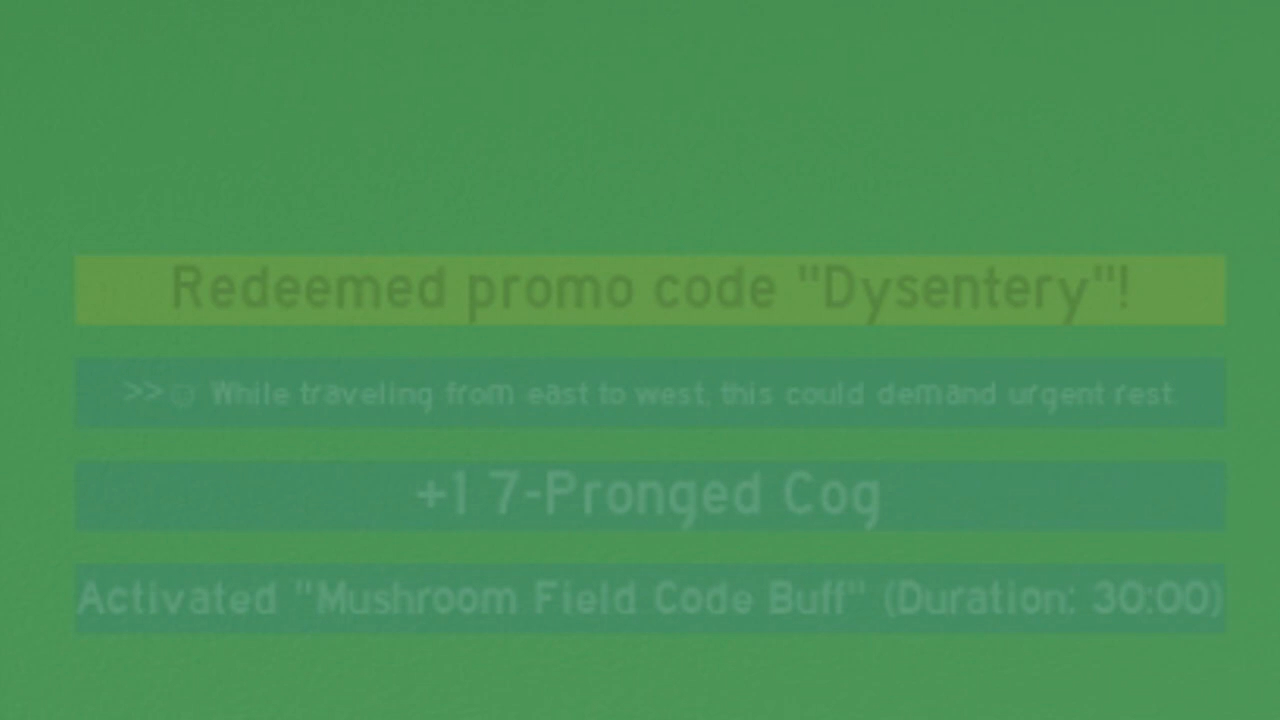 Redeemed promo code "Dysentery"!
>>☺ While traveling from east to west, this could demand urgent rest.
+1 7-Pronged Cog
Activated "Mushroom Field Code Buff" (Duration: 30:00)